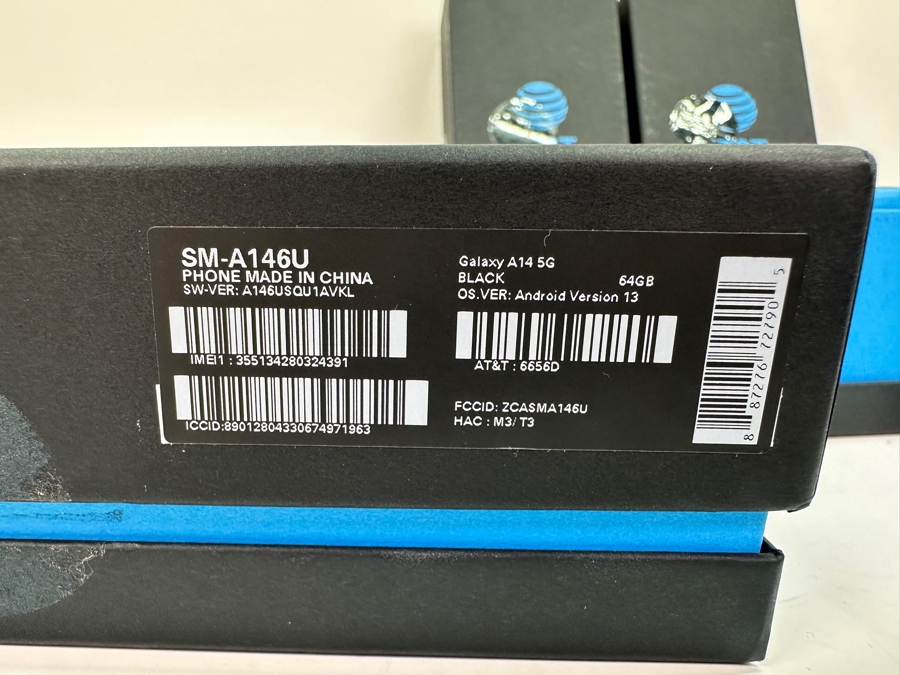 SM-A146U
PHONE MADE IN CHINA
SW-VER: A146USQU1AVKL
IMEI1 : 355134280324391
ICCID:89012804330674971963
Galaxy A14 5G
BLACK 64GB
OS.VER: Android Version 13
AT&T : 6656D
FCCID: ZCASMA146U
HAC : M3/T3
8 87276 72790 5